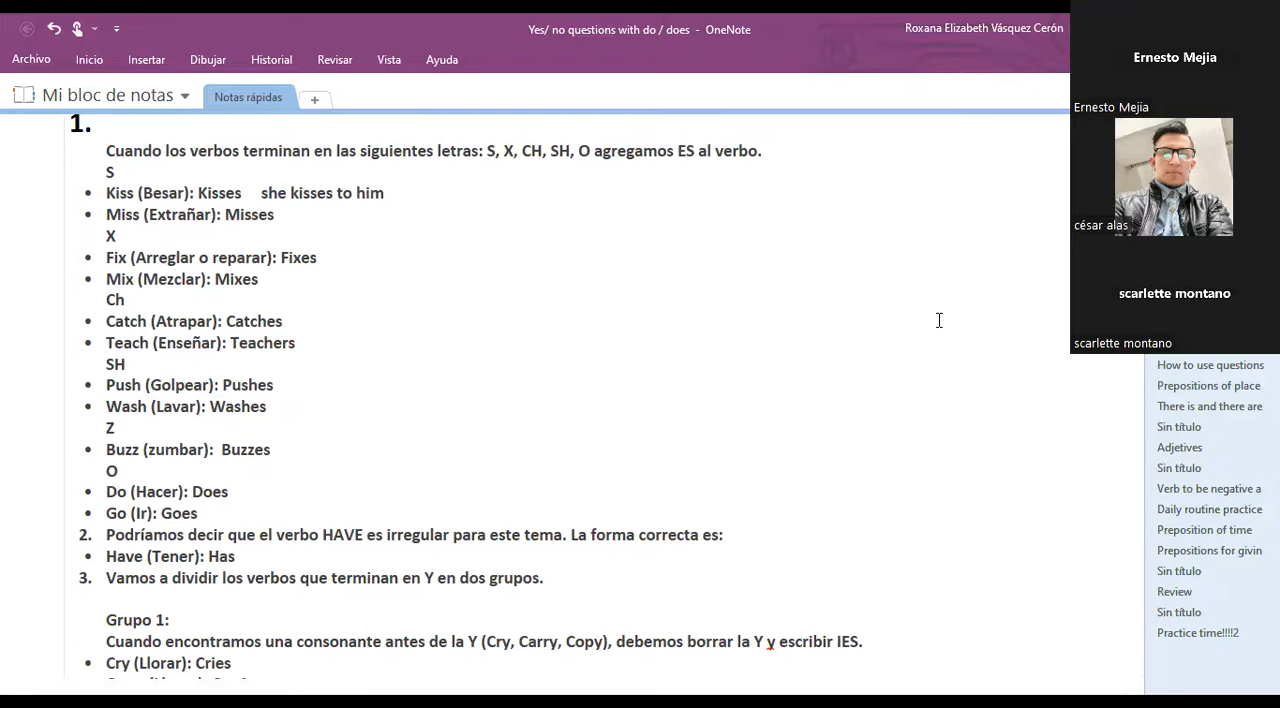 Yes/ no questions with do / does - OneNote
Roxana Elizabeth Vásquez Cerón
Archivo Inicio Insertar Dibujar Historial Revisar Vista Ayuda
Mi bloc de notas Notas rápidas
1.
Cuando los verbos terminan en las siguientes letras: S, X, CH, SH, O agregamos ES al verbo.
S
• Kiss (Besar): Kisses she kisses to him
• Miss (Extrañar): Misses
X
• Fix (Arreglar o reparar): Fixes
• Mix (Mezclar): Mixes
Ch
• Catch (Atrapar): Catches
• Teach (Enseñar): Teachers
SH
• Push (Golpear): Pushes
• Wash (Lavar): Washes
Z
• Buzz (zumbar): Buzzes
O
• Do (Hacer): Does
• Go (Ir): Goes
2. Podríamos decir que el verbo HAVE es irregular para este tema. La forma correcta es:
• Have (Tener): Has
3. Vamos a dividir los verbos que terminan en Y en dos grupos.
Grupo 1:
Cuando encontramos una consonante antes de la Y (Cry, Carry, Copy), debemos borrar la Y y escribir IES.
• Cry (Llorar): Cries
Ernesto Mejia
Ernesto Mejia
césar alas
scarlette montano
scarlette montano
How to use questions
Prepositions of place
There is and there are
Sin título
Adjetives
Sin título
Verb to be negative a
Daily routine practice
Preposition of time
Prepositions for givin
Sin título
Review
Sin título
Practice time!!!!2